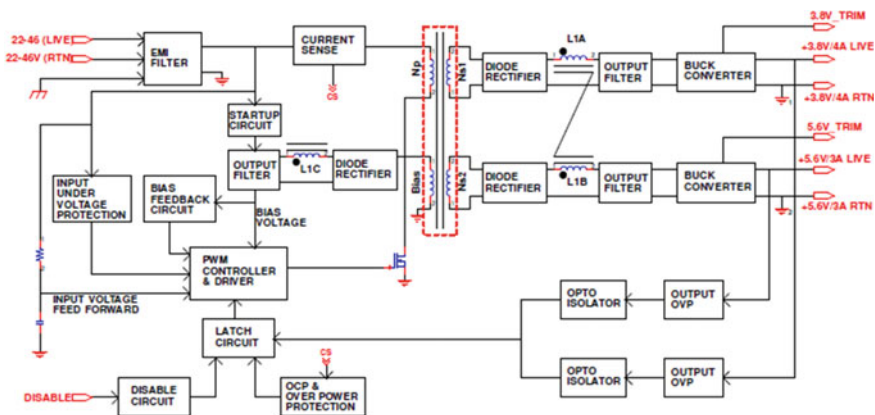 22-46 (LIVE)
22-46V (RTN)
EMI
FILTER
CURRENT
SENSE
CS
Np
Ns1
DIODE
RECTIFIER
L1A
1
2
OUTPUT
FILTER
BUCK
CONVERTER
3.8V_TRIM
+3.8V/4A LIVE
+3.8V/4A RTN
1
STARTUP
CIRCUIT
OUTPUT
FILTER
L1C
DIODE
RECTIFIER
Bias
Ns2
DIODE
RECTIFIER
L1B
OUTPUT
FILTER
BUCK
CONVERTER
5.6V_TRIM
+5.6V/3A LIVE
+5.6V/3A RTN
2
INPUT
UNDER
VOLTAGE
PROTECTION
BIAS
FEEDBACK
CIRCUIT
BIAS
VOLTAGE
PWM
CONTROLLER
& DRIVER
INPUT VOLTAGE
FEED FORWARD
LATCH
CIRCUIT
OPTO
ISOLATOR
OUTPUT
OVP
OPTO
ISOLATOR
OUTPUT
OVP
DISABLE
DISABLE
CIRCUIT
CS
OCP &
OVER POWER
PROTECTION